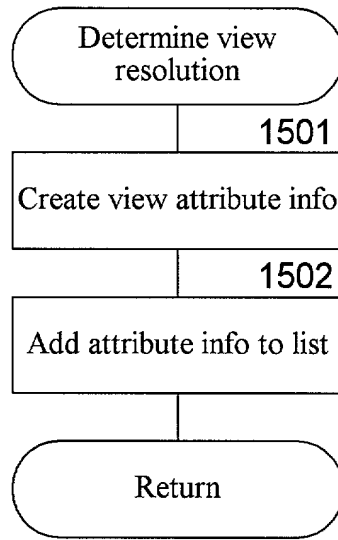 Determine view
resolution
1501
Create view attribute info
1502
Add attribute info to list
Return